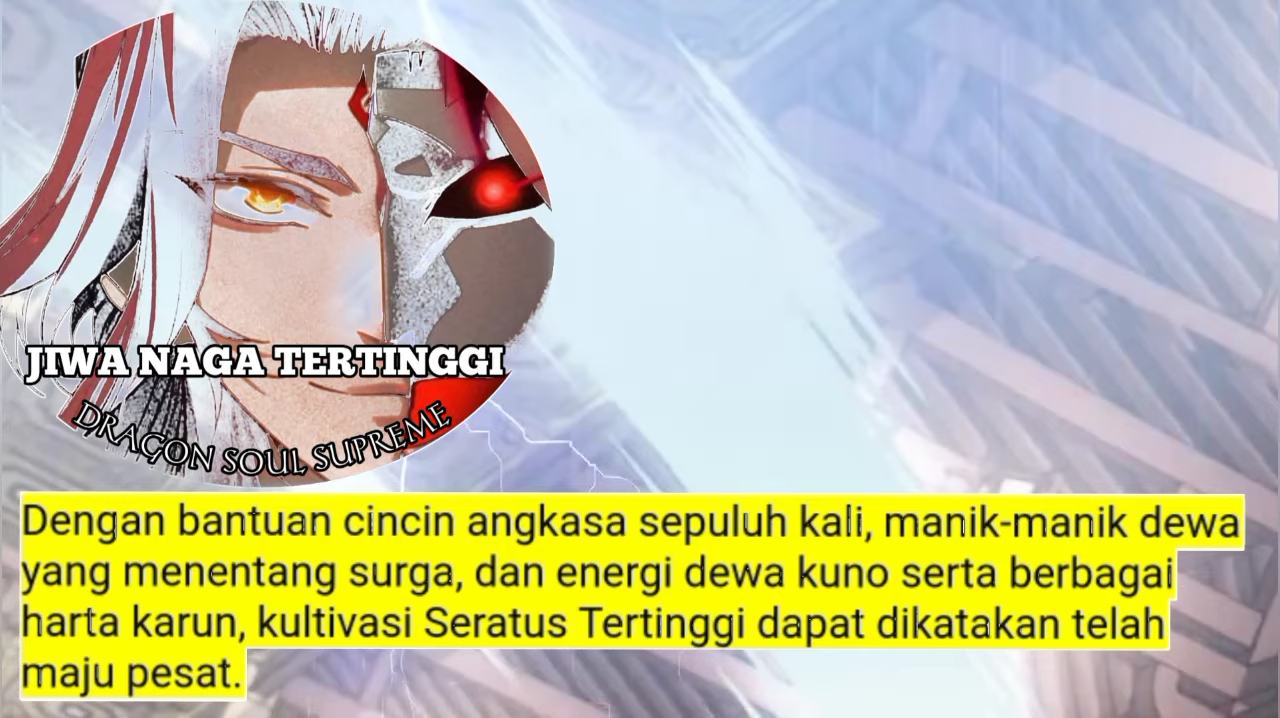 JIWA NAGA TERTINGGI
DRAGON SOUL SUPREME
Dengan bantuan cincin angkasa sepuluh kali, manik-manik dewa
yang menentang surga, dan energi dewa kuno serta berbagai
harta karun, kultivasi Seratus Tertinggi dapat dikatakan telah
maju pesat.